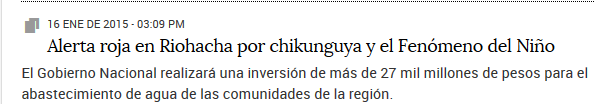 16 ENE DE 2015 - 03:09 PM
Alerta roja en Riohacha por chikunguya y el Fenómeno del Niño
El Gobierno Nacional realizará una inversión de más de 27 mil millones de pesos para el
abastecimiento de agua de las comunidades de la región.